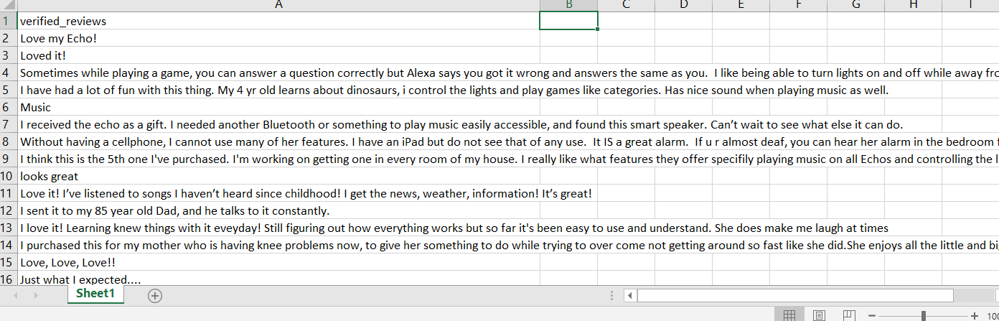 A B C D E F G H I
1 verified_reviews
2 Love my Echo!
3 Loved it!
4 Sometimes while playing a game, you can answer a question correctly but Alexa says you got it wrong and answers the same as you.  I like being able to turn lights on and off while away
5 I have had a lot of fun with this thing. My 4 yr old learns about dinosaurs, i control the lights and play games like categories. Has nice sound when playing music as well.
6 Music
7 I received the echo as a gift. I needed another Bluetooth or something to play music easily accessible, and found this smart speaker. Can’t wait to see what else it can do.
8 Without having a cellphone, I cannot use many of her features. I have an iPad but do not see that of any use.  It IS a great alarm.  If u r almost deaf, you can hear her alarm in the bedroom
9 I think this is the 5th one I've purchased. I'm working on getting one in every room of my house. I really like what features they offer specifily playing music on all Echos and controlling the
10 looks great
11 Love it! I’ve listened to songs I haven’t heard since childhood! I get the news, weather, information! It’s great!
12 I sent it to my 85 year old Dad, and he talks to it constantly.
13 I love it! Learning knew things with it eveyday! Still figuring out how everything works but so far it's been easy to use and understand. She does make me laugh at times
14 I purchased this for my mother who is having knee problems now, to give her something to do while trying to over come not getting around so fast like she did.She enjoys all the little and
15 Love, Love, Love!!
16 Just what I expected....
Sheet1